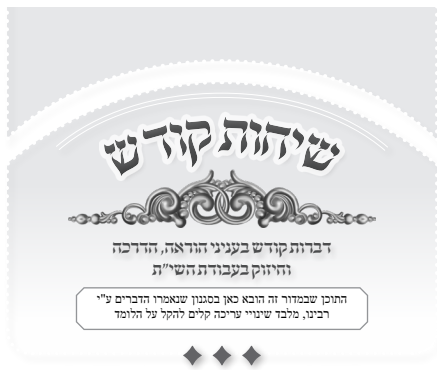 שיחות קודש
דברות קודש בעניני הוראה, הדרכה
וחיזוק בעבודת השי״ת
התוכן שבמדור זה הובא כאן בסגנון שנאמרו הדברים ע"י
רבינו, מלבד שינויי עריכה קלים להקל על הלומד